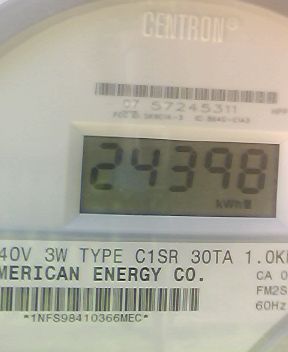 CENTRON®
07 57245311
24398
kWh
40V 3W TYPE C1SR 30TA 1.0K
MERICAN ENERGY CO.
CA 0
FM2S
60Hz
*1NFS98410366MEC*